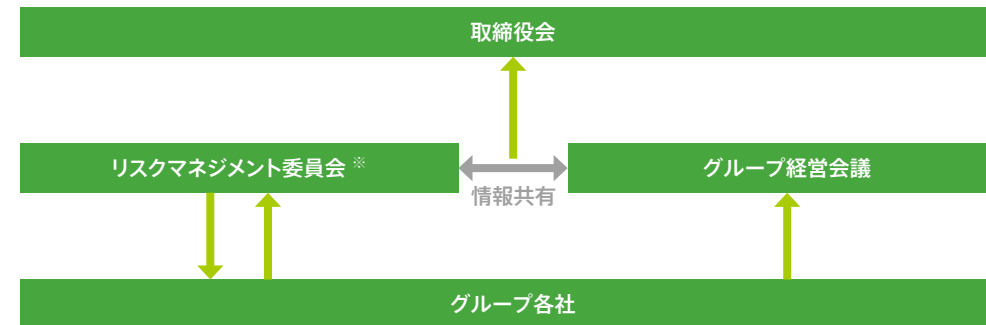 取締役会
リスクマネジメント委員会 ※
グループ経営会議
情報共有
グループ各社